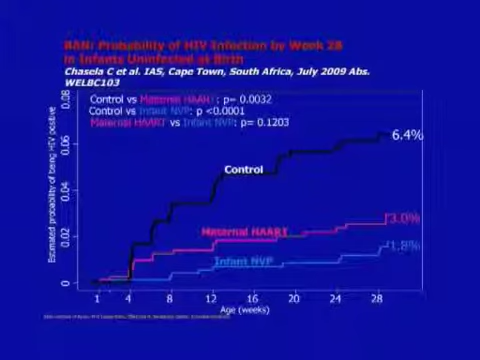 BAN: Probability of HIV Infection by Week 28
in Infants Uninfected at Birth
Chasela C et al. IAS, Cape Town, South Africa, July 2009 Abs.
WELBC103
Control vs Maternal HAART: p= 0.0032
Control vs Infant NVP: p <0.0001
Maternal HAART vs Infant NVP: p= 0.1203
Estimated probability of being HIV positive
0.08
0.06
0.04
0.02
0
6.4%
Control
3.0%
Maternal HAART
1.8%
Infant NVP
1 4 8 12 16 20 24 28
Age (weeks)